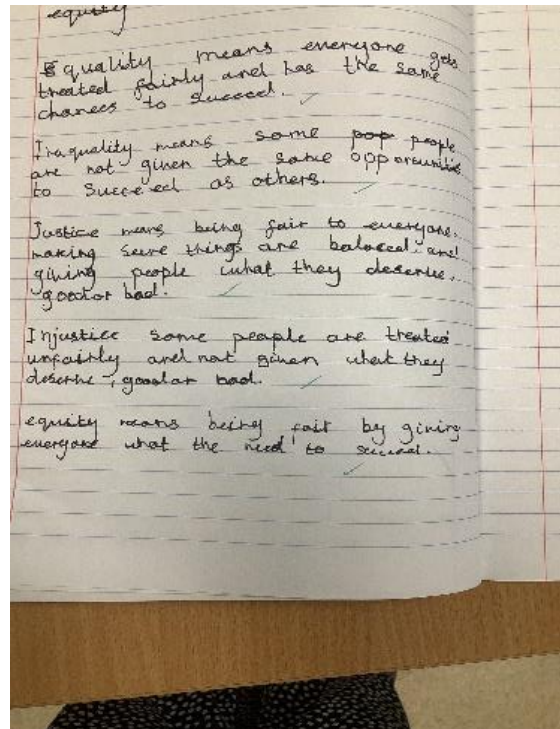 equity
Equality means everyone gets
treated fairly and has the same
chances to succeed.
Inaquality means some pop people
are not given the same opportunities
to succeed as others.
Justice means being fair to everyone.
making sure things are balaced and
giving people what they deserve,
good or bad.
Injustice some people are treated
unfairly and not given what they
deserve, good or bad.
equity means being fair by giving
everyone what the need to succeed.